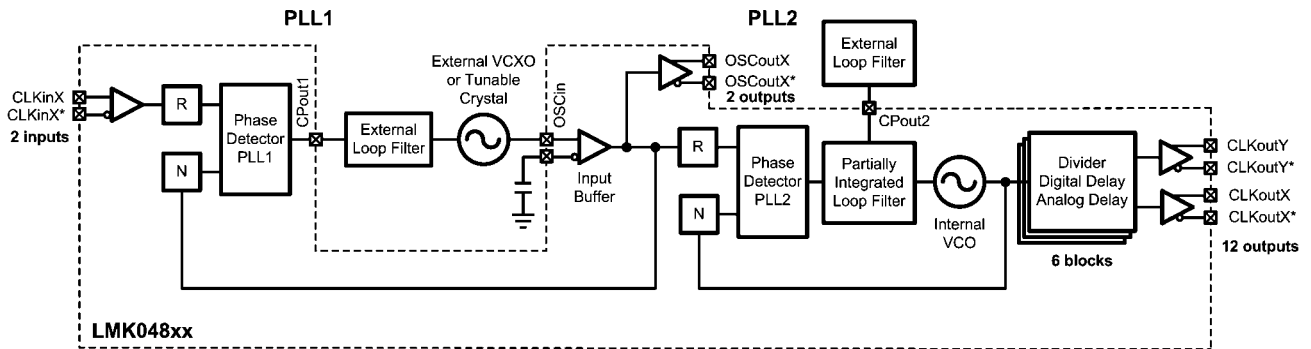 PLL1
PLL2
CLKinX
CLKinX*
2 inputs
R
N
Phase
Detector
PLL1
CPout1
External
Loop Filter
External VCXO
or Tunable
Crystal
OSCin
Input
Buffer
OSCoutX
OSCoutX*
2 outputs
External
Loop Filter
CPout2
R
N
Phase
Detector
PLL2
Partially
Integrated
Loop Filter
Internal
VCO
Divider
Digital Delay
Analog Delay
6 blocks
CLKoutY
CLKoutY*
CLKoutX
CLKoutX*
12 outputs
LMK048xx